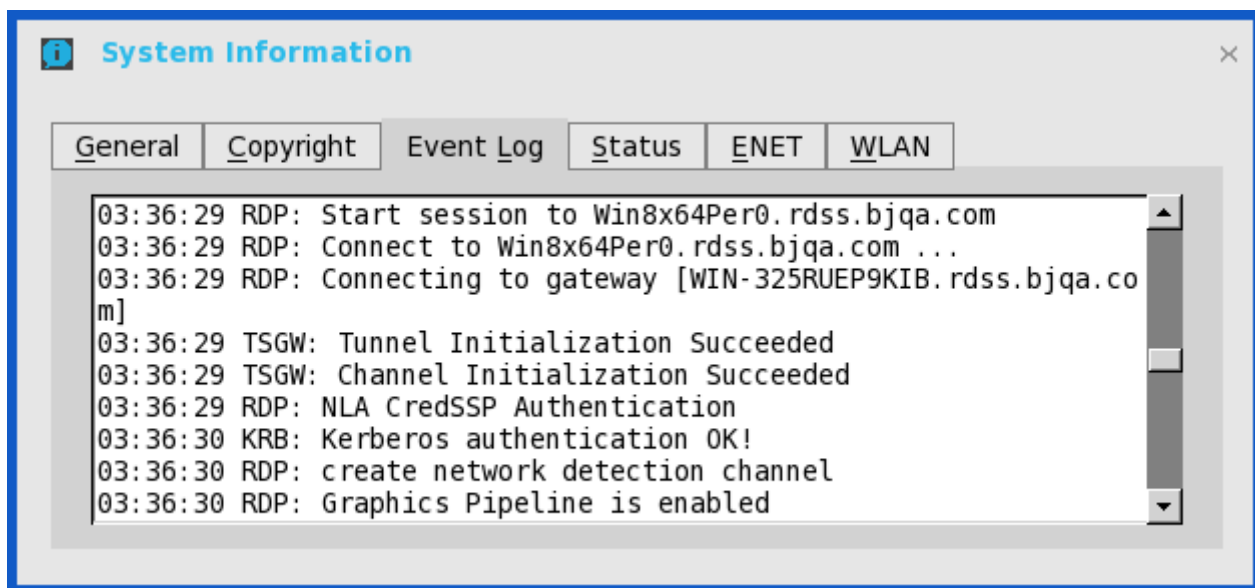 System Information
General Copyright Event Log Status ENET WLAN
03:36:29 RDP: Start session to Win8x64Per0.rdss.bjqa.com
03:36:29 RDP: Connect to Win8x64Per0.rdss.bjqa.com ...
03:36:29 RDP: Connecting to gateway [WIN-325RUEP9KIB.rdss.bjqa.co
m]
03:36:29 TSGW: Tunnel Initialization Succeeded
03:36:29 TSGW: Channel Initialization Succeeded
03:36:29 RDP: NLA CredSSP Authentication
03:36:30 KRB: Kerberos authentication OK!
03:36:30 RDP: create network detection channel
03:36:30 RDP: Graphics Pipeline is enabled